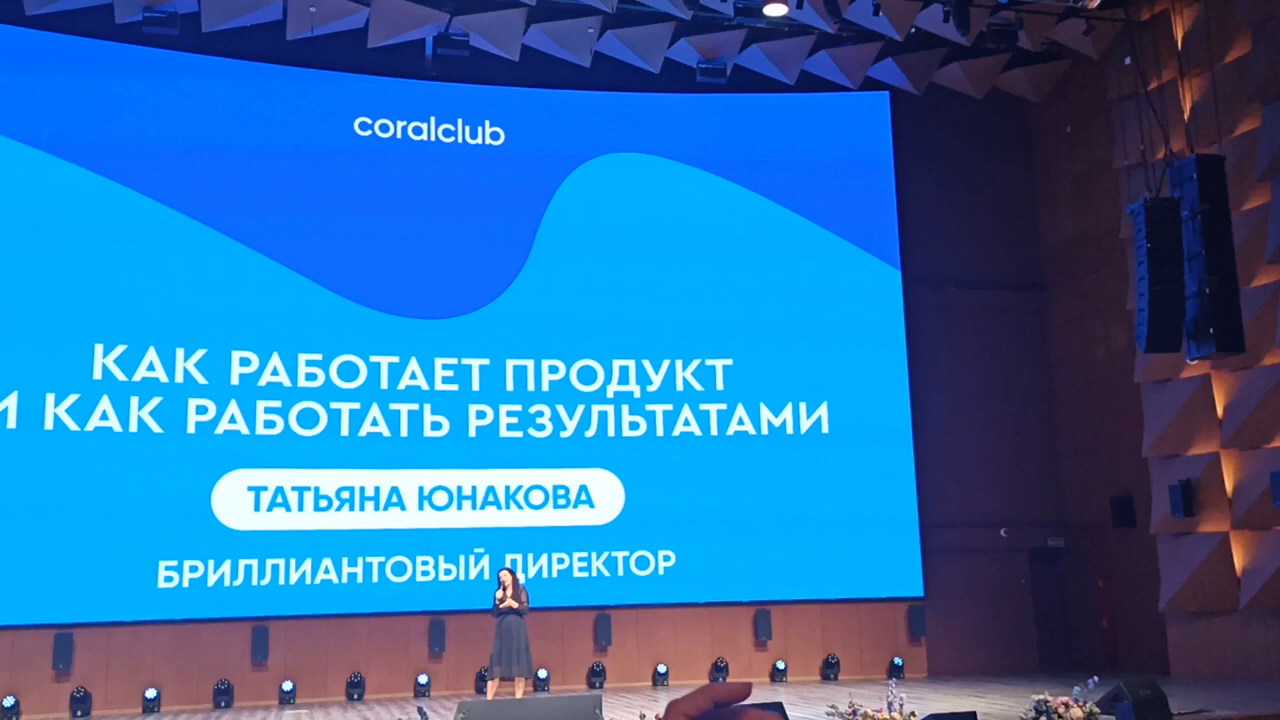 coralclub
КАК РАБОТАЕТ ПРОДУКТ
И КАК РАБОТАТЬ РЕЗУЛЬТАТАМИ
ТАТЬЯНА ЮНАКОВА
БРИЛЛИАНТОВЫЙ ДИРЕКТОР